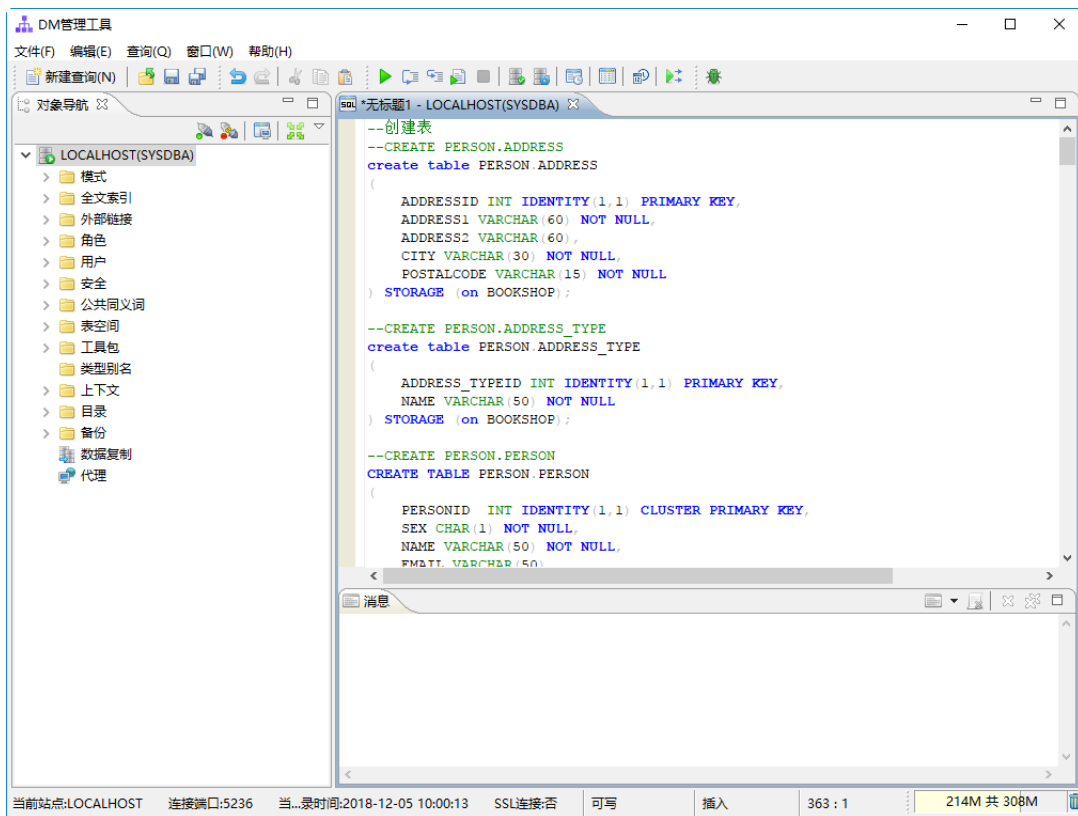 DM管理工具
文件(F) 编辑(E) 查询(Q) 窗口(W) 帮助(H)
新建查询(N)
对象导航
LOCALHOST(SYSDBA)
模式
全文索引
外部链接
角色
用户
安全
公共同义词
表空间
工具包
类型别名
上下文
目录
备份
数据复制
代理
SQL *无标题1 - LOCALHOST(SYSDBA)
--创建表
--CREATE PERSON.ADDRESS
create table PERSON.ADDRESS
(
ADDRESSID INT IDENTITY(1,1) PRIMARY KEY,
ADDRESS1 VARCHAR(60) NOT NULL,
ADDRESS2 VARCHAR(60),
CITY VARCHAR(30) NOT NULL,
POSTALCODE VARCHAR(15) NOT NULL
) STORAGE (on BOOKSHOP);
--CREATE PERSON.ADDRESS_TYPE
create table PERSON.ADDRESS_TYPE
(
ADDRESS_TYPEID INT IDENTITY(1,1) PRIMARY KEY,
NAME VARCHAR(50) NOT NULL
) STORAGE (on BOOKSHOP);
--CREATE PERSON.PERSON
CREATE TABLE PERSON.PERSON
(
PERSONID INT IDENTITY(1,1) CLUSTER PRIMARY KEY,
SEX CHAR(1) NOT NULL,
NAME VARCHAR(50) NOT NULL,
EMAIL VARCHAR(50)
消息
当前站点:LOCALHOST 连接端口:5236 当...录时间:2018-12-05 10:00:13 SSL连接:否 可写 插入 363 : 1 214M 共 308M